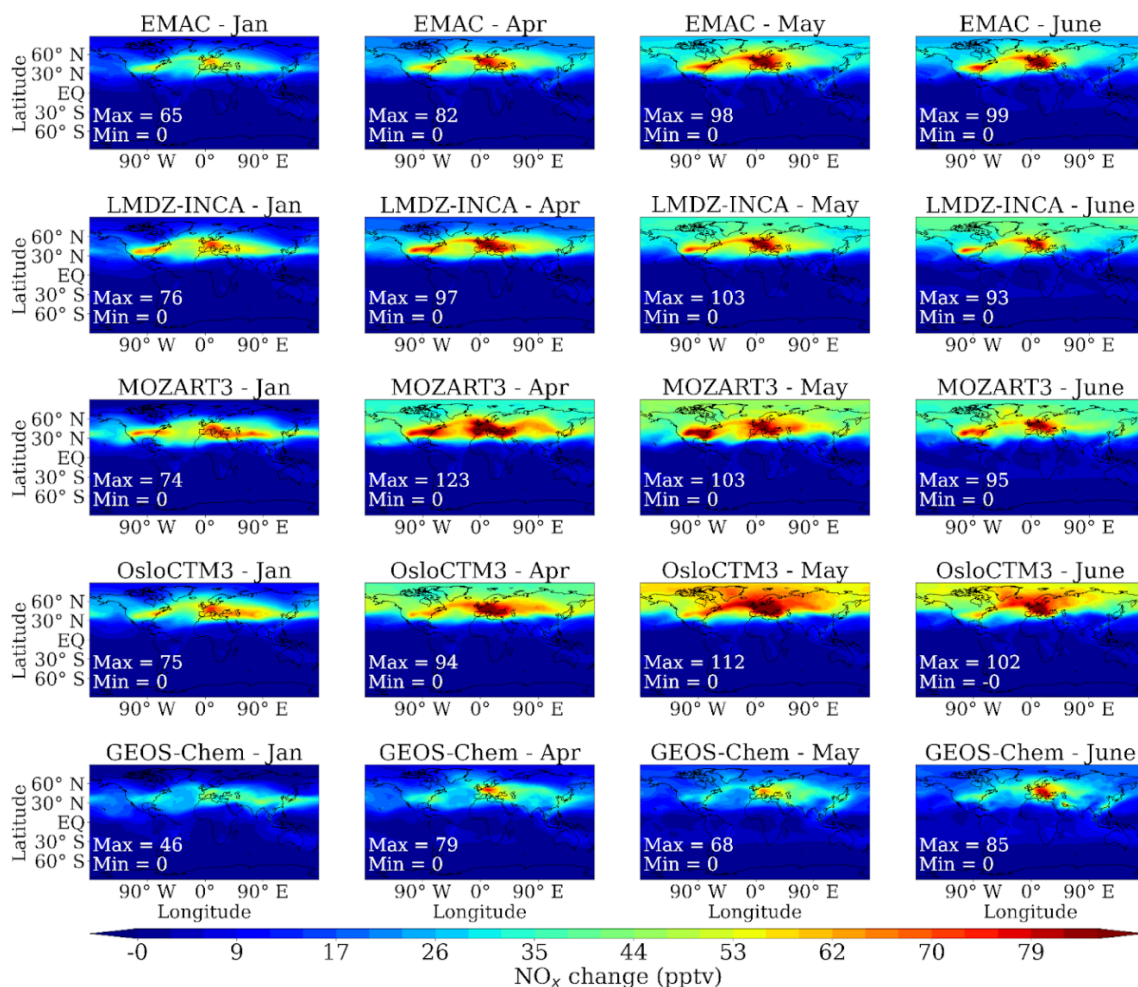 EMAC - Jan
EMAC - Apr
EMAC - May
EMAC - June
Latitude
60° N
30° N
EQ
30° S
60° S
Max = 65
Min = 0
Max = 82
Min = 0
Max = 98
Min = 0
Max = 99
Min = 0
90° W 0° 90° E
90° W 0° 90° E
90° W 0° 90° E
90° W 0° 90° E
LMDZ-INCA - Jan
LMDZ-INCA - Apr
LMDZ-INCA - May
LMDZ-INCA - June
Latitude
60° N
30° N
EQ
30° S
60° S
Max = 76
Min = 0
Max = 97
Min = 0
Max = 103
Min = 0
Max = 93
Min = 0
90° W 0° 90° E
90° W 0° 90° E
90° W 0° 90° E
90° W 0° 90° E
MOZART3 - Jan
MOZART3 - Apr
MOZART3 - May
MOZART3 - June
Latitude
60° N
30° N
EQ
30° S
60° S
Max = 74
Min = 0
Max = 123
Min = 0
Max = 103
Min = 0
Max = 95
Min = 0
90° W 0° 90° E
90° W 0° 90° E
90° W 0° 90° E
90° W 0° 90° E
OsloCTM3 - Jan
OsloCTM3 - Apr
OsloCTM3 - May
OsloCTM3 - June
Latitude
60° N
30° N
EQ
30° S
60° S
Max = 75
Min = 0
Max = 94
Min = 0
Max = 112
Min = 0
Max = 102
Min = -0
90° W 0° 90° E
90° W 0° 90° E
90° W 0° 90° E
90° W 0° 90° E
GEOS-Chem - Jan
GEOS-Chem - Apr
GEOS-Chem - May
GEOS-Chem - June
Latitude
60° N
30° N
EQ
30° S
60° S
Max = 46
Min = 0
Max = 79
Min = 0
Max = 68
Min = 0
Max = 85
Min = 0
90° W 0° 90° E
90° W 0° 90° E
90° W 0° 90° E
90° W 0° 90° E
Longitude
Longitude
Longitude
Longitude
-0 9 17 26 35 44 53 62 70 79
NOₓ change (pptv)